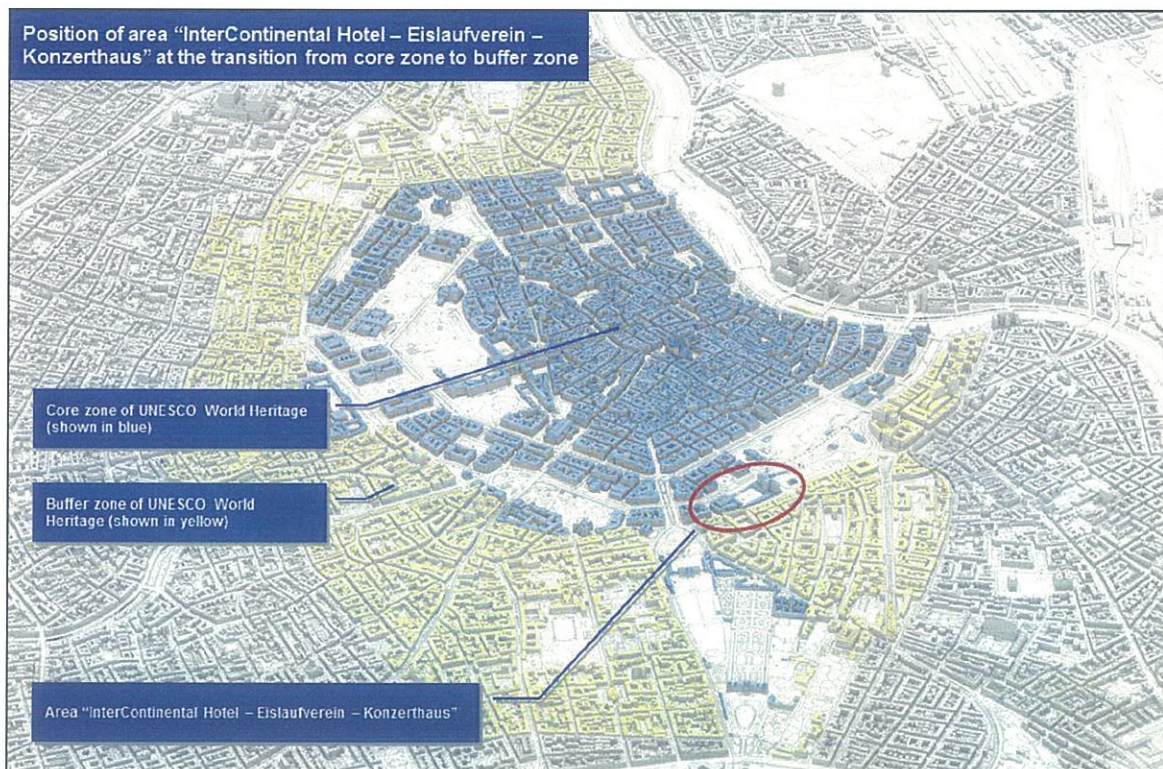 Position of area “InterContinental Hotel – Eislaufverein –
Konzerthaus” at the transition from core zone to buffer zone
Core zone of UNESCO World Heritage
(shown in blue)
Buffer zone of UNESCO World
Heritage (shown in yellow)
Area “InterContinental Hotel – Eislaufverein – Konzerthaus”